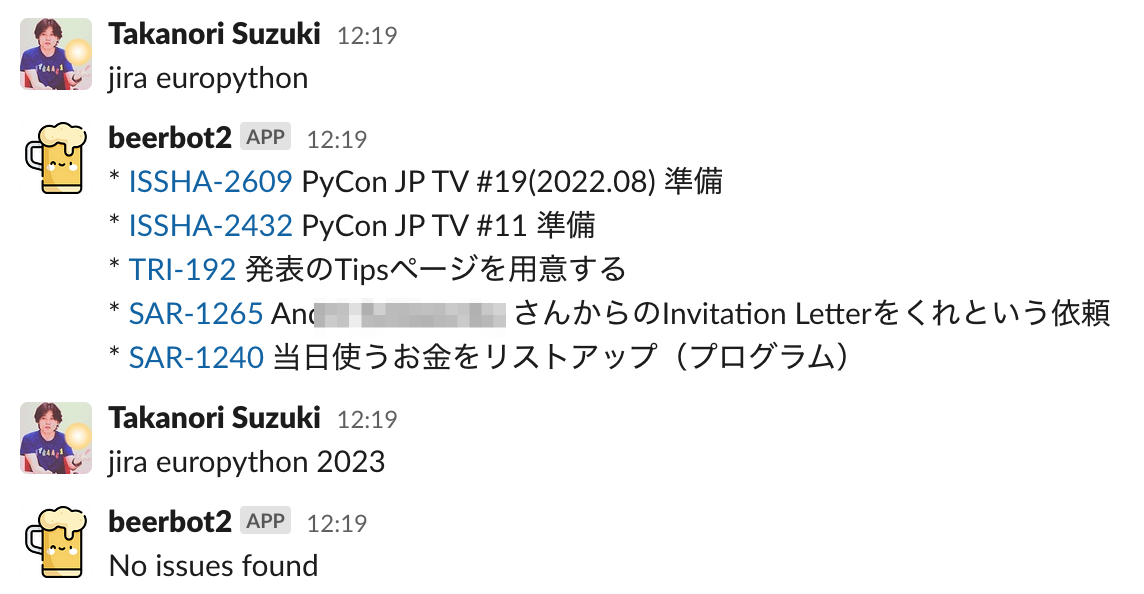 Takanori Suzuki 12:19
jira europython
beerbot2 APP 12:19
* ISSHA-2609 PyCon JP TV #19(2022.08) 準備
* ISSHA-2432 PyCon JP TV #11 準備
* TRI-192 発表のTipsページを用意する
* SAR-1265 さんからのInvitation Letterをくれという依頼
* SAR-1240 当日使うお金をリストアップ（プログラム）
Takanori Suzuki 12:19
jira europython 2023
beerbot2 APP 12:19
No issues found